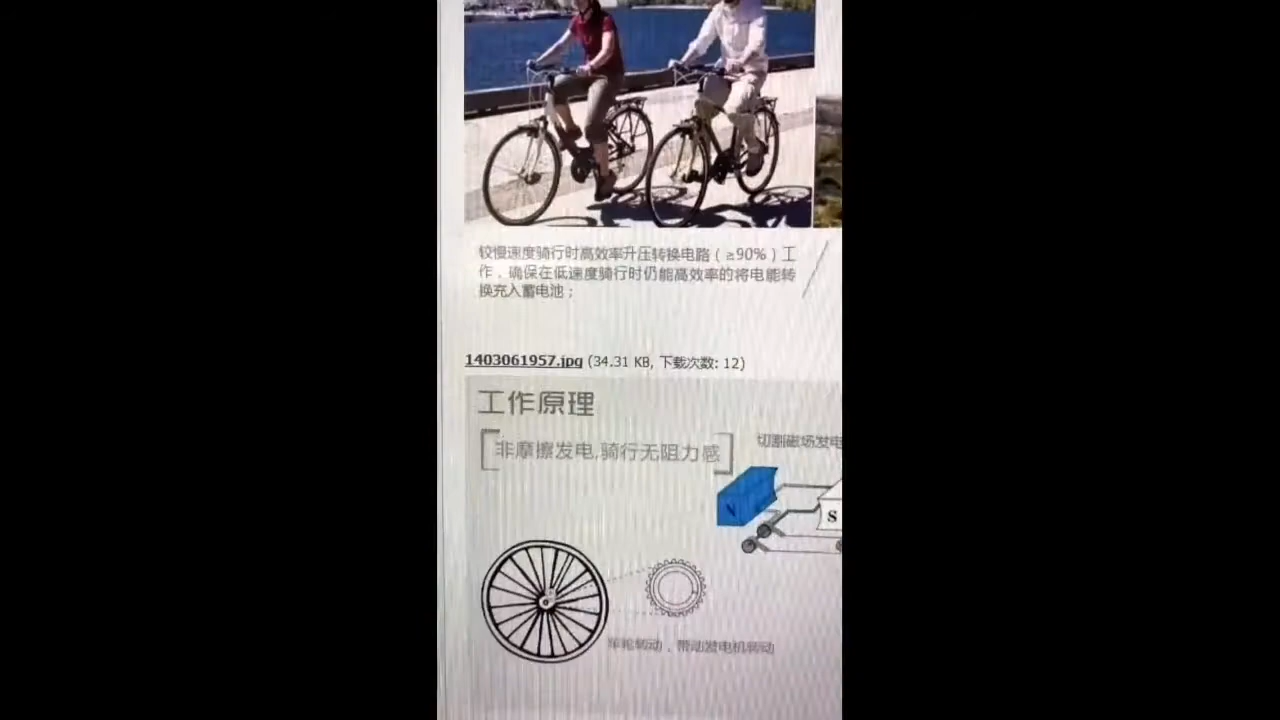 较慢速度骑行时高效率升压转换电路（≥90%）工
作，确保在低速度骑行时仍能高效率的将电能转
换充入蓄电池；
1403061957.jpg (34.31 KB, 下载次数: 12)
工作原理
非摩擦发电,骑行无阻力感
切割磁场发电
N
S
车轮转动，带动发电机转动